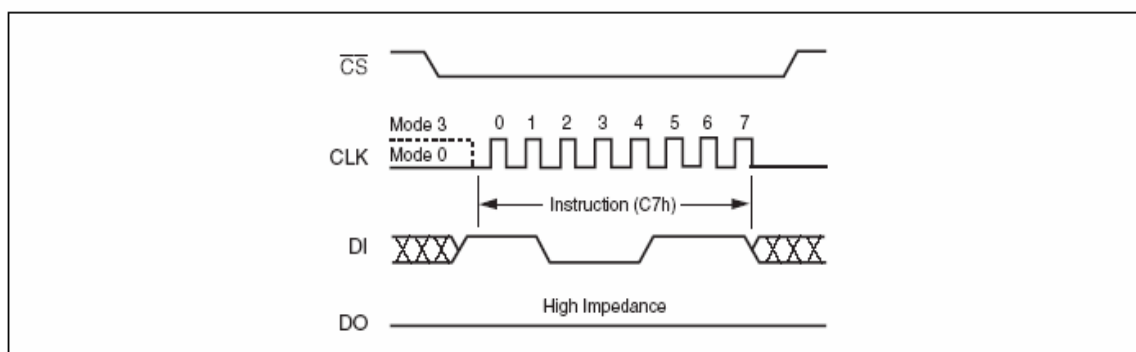 CS
Mode 3
0 1 2 3 4 5 6 7
CLK
Mode 0
Instruction (C7h)
DI
High Impedance
DO